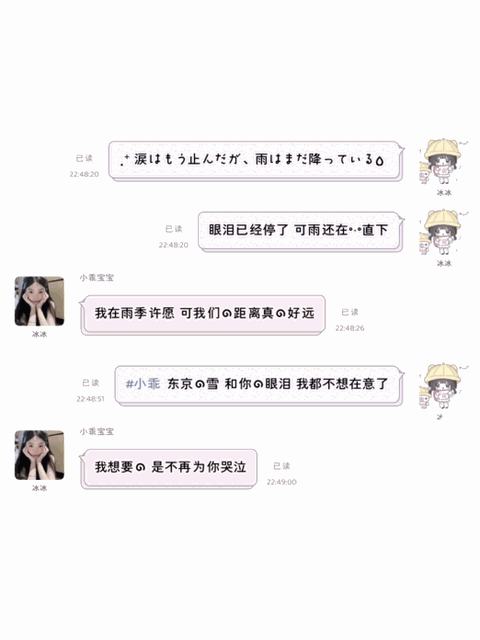 .⁺ 涙はもう止んだが、雨はまだ降っている
已读
22:48:20
冰冰
眼泪已经停了 可雨还在•·•直下
已读
22:48:20
冰冰
小乖宝宝
我在雨季许愿 可我们の距离真の好远
已读
22:48:26
冰冰
#小乖 东京の雪 和你の眼泪 我都不想在意了
已读
22:48:51
小乖宝宝
我想要の 是不再为你哭泣
已读
22:49:00
冰冰